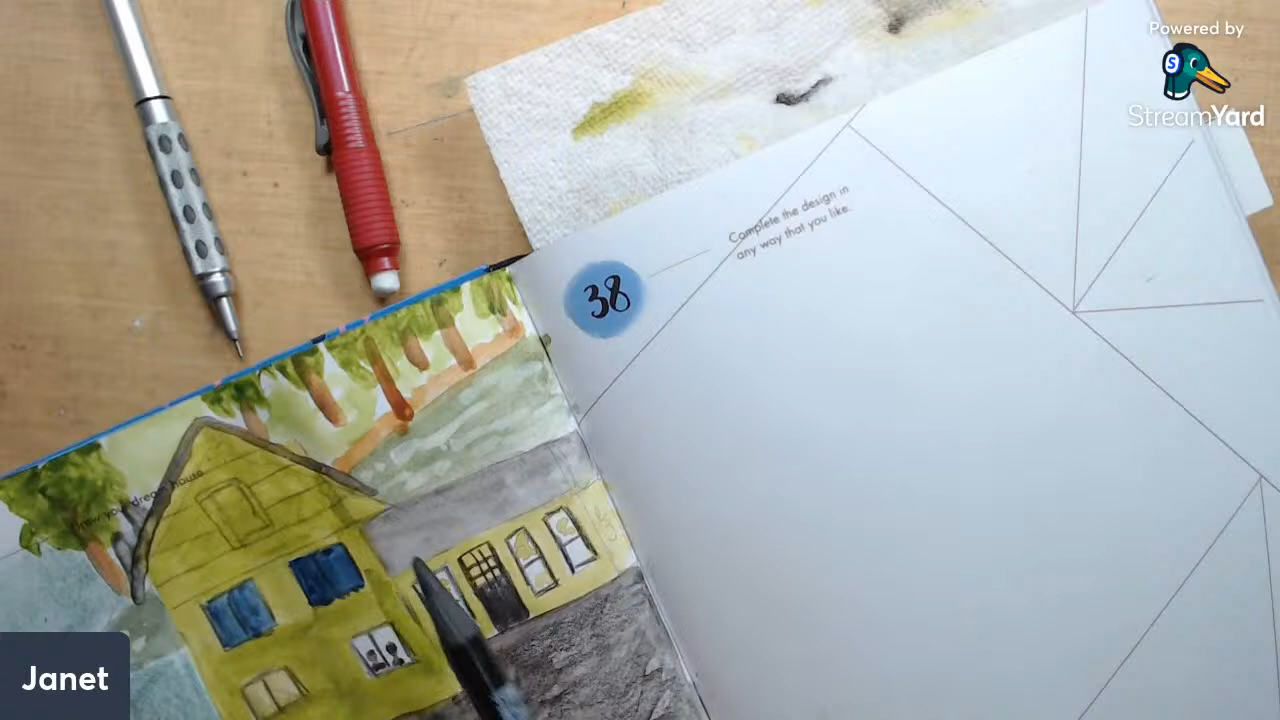 Powered by
StreamYard
Complete the design in
any way that you like.
38
Draw your dream house
Janet